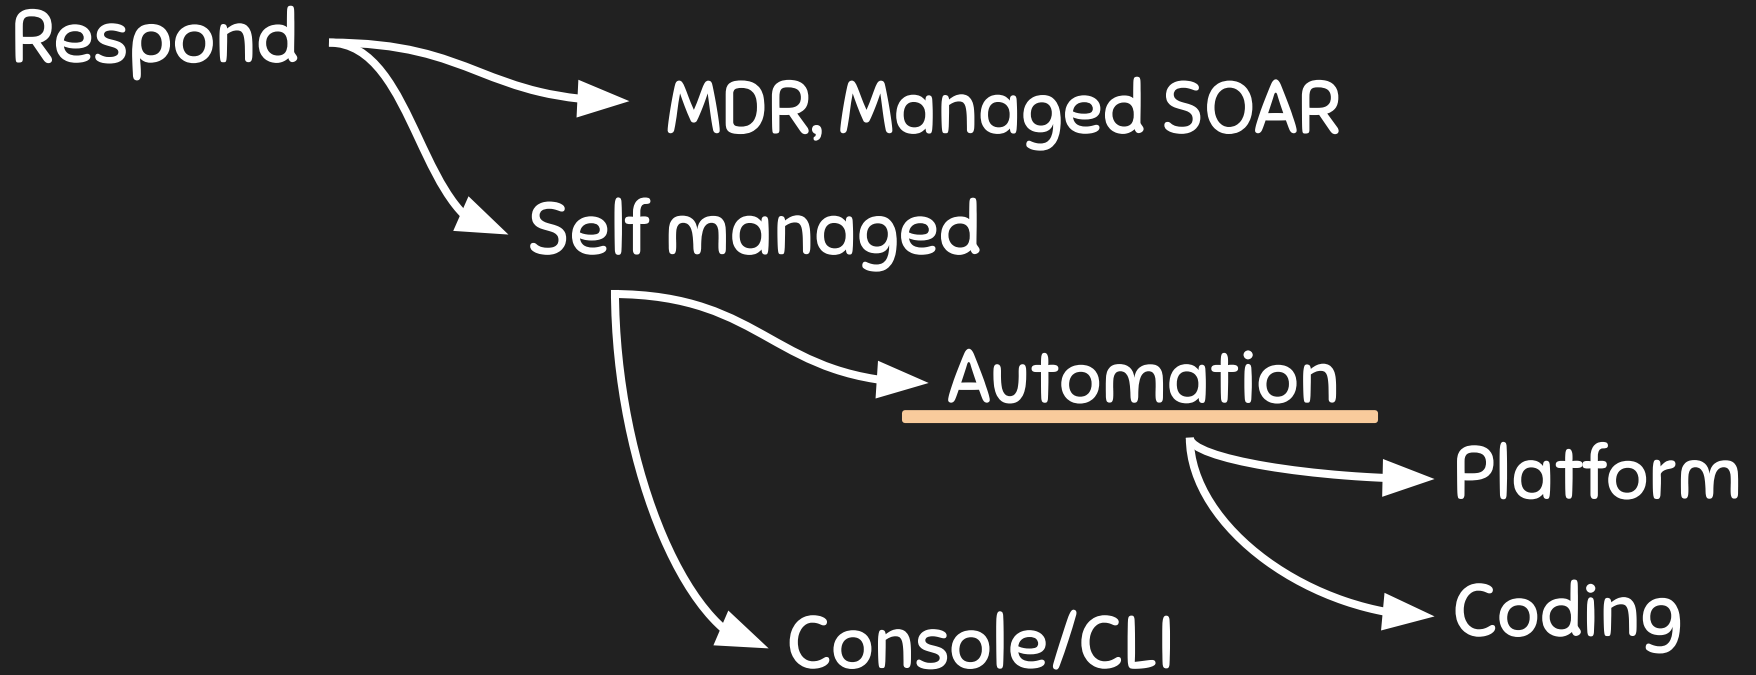 Respond
MDR, Managed SOAR
Self managed
Automation
Platform
Coding
Console/CLI